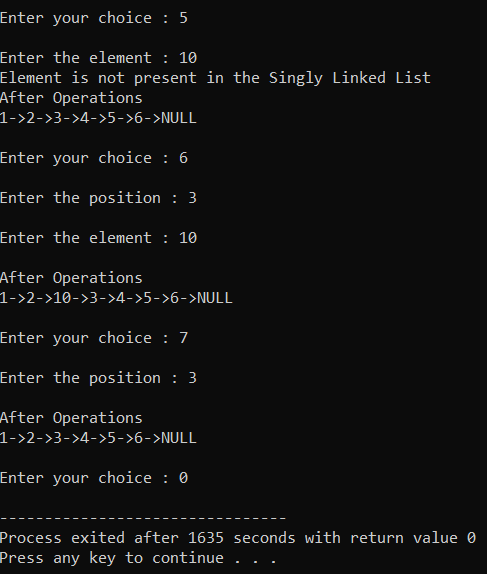 Enter your choice : 5
Enter the element : 10
Element is not present in the Singly Linked List
After Operations
1->2->3->4->5->6->NULL
Enter your choice : 6
Enter the position : 3
Enter the element : 10
After Operations
1->2->10->3->4->5->6->NULL
Enter your choice : 7
Enter the position : 3
After Operations
1->2->3->4->5->6->NULL
Enter your choice : 0
--------------------------------
Process exited after 1635 seconds with return value 0
Press any key to continue . . .